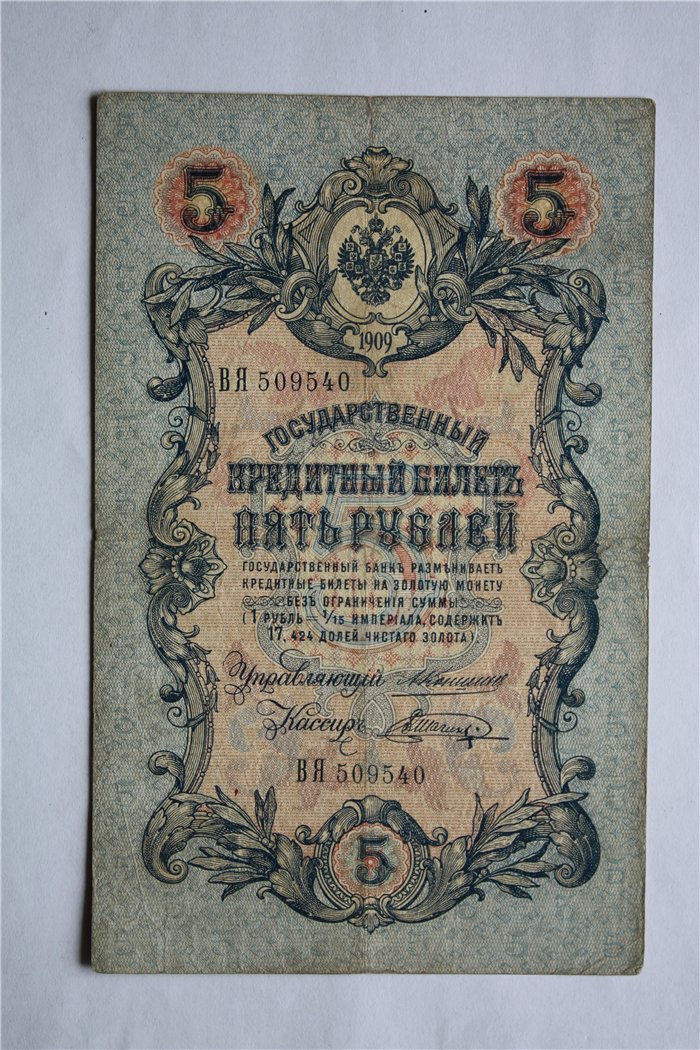 5 5
1909
ВЯ 509540
ГОСУДАРСТВЕННЫЙ
КРЕДИТНЫЙ БИЛЕТЪ
ПЯТЬ РУБЛЕЙ
ГОСУДАРСТВЕННЫЙ БАНКЪ РАЗМѢНИВАЕТЪ
КРЕДИТНЫЕ БИЛЕТЫ НА ЗОЛОТУЮ МОНЕТУ
БЕЗЪ ОГРАНИЧЕНІЯ СУММЫ
(1 РУБЛЬ = 1/15 ИМПЕРІАЛА, СОДЕРЖИТЪ
17,424 ДОЛЕЙ ЧИСТАГО ЗОЛОТА)
Управляющій
Кассиръ
ВЯ 509540
5